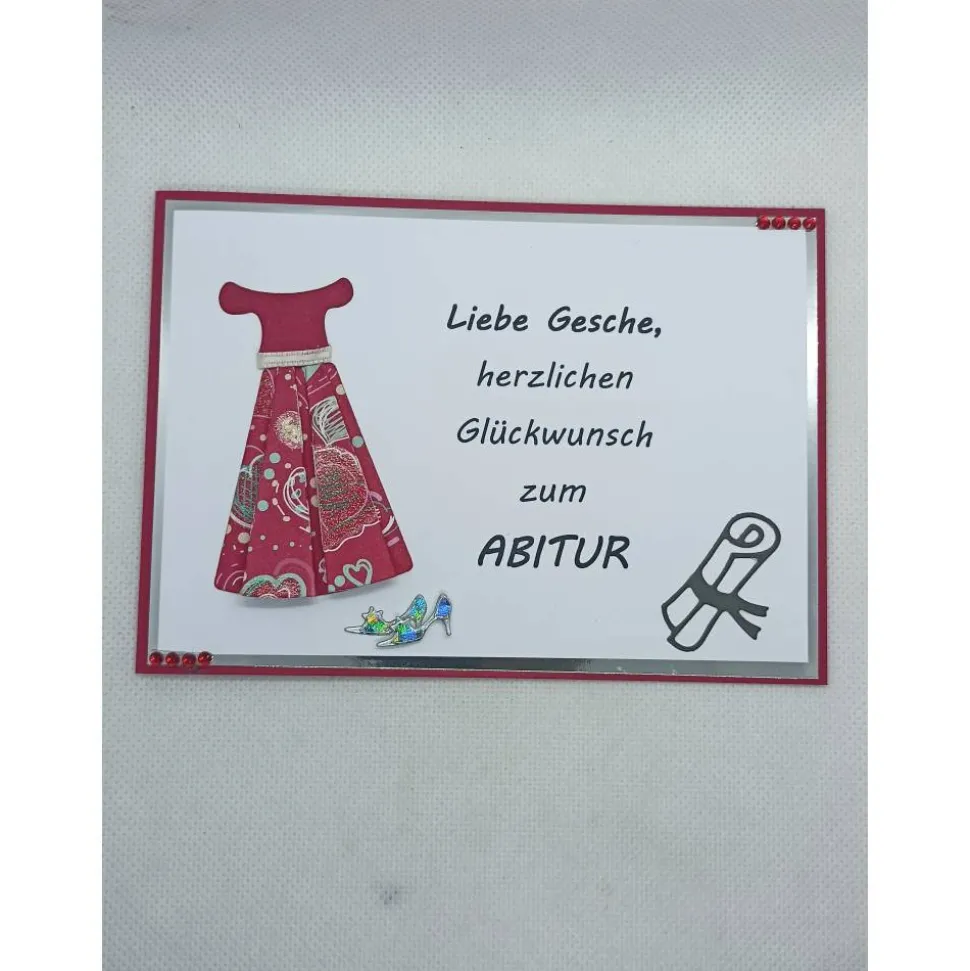 Liebe Gesche,
herzlichen
Glückwunsch
zum
ABITUR